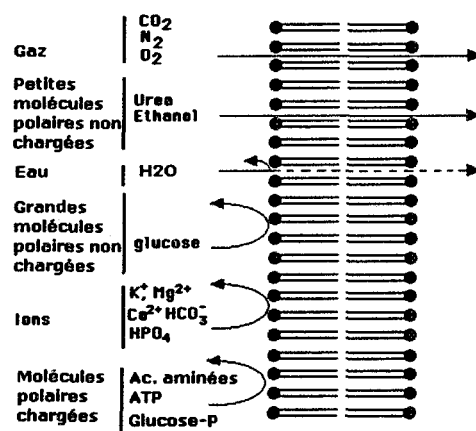 Gaz
CO2
N2
O2
Petites
molécules
polaires non
chargées
Urea
Ethanel
Eau
H2O
Grandes
molécules
polaires non
chargées
glucose
Ions
K⁺, Mg²⁺
Ca²⁺ HCO₃⁻
HPO4
Molécules
polaires
chargées
Ac. aminées
ATP
Glucose-P